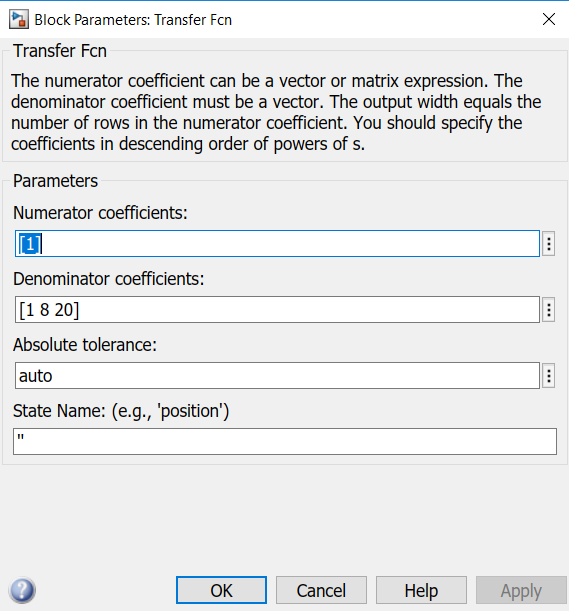 Block Parameters: Transfer Fcn
Transfer Fcn
The numerator coefficient can be a vector or matrix expression. The
denominator coefficient must be a vector. The output width equals the
number of rows in the numerator coefficient. You should specify the
coefficients in descending order of powers of s.
Parameters
Numerator coefficients:
[1]
Denominator coefficients:
[1 8 20]
Absolute tolerance:
auto
State Name: (e.g., 'position')
''
OK Cancel Help Apply